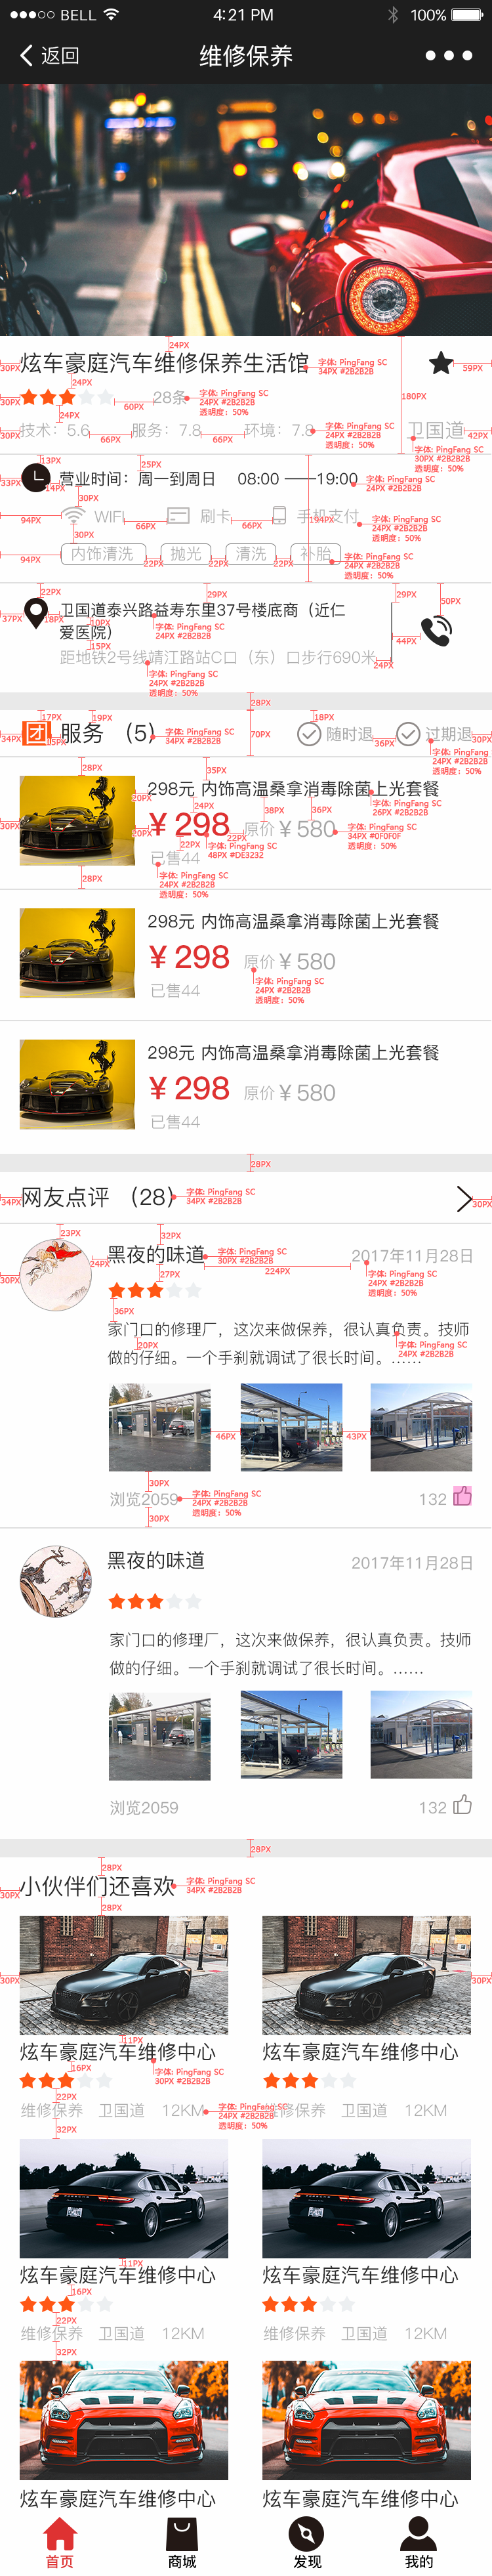 BELL 4:21 PM 100%
返回 维修保养
24PX
炫车豪庭汽车维修保养生活馆
字体: PingFang SC
34PX #2B2B2B
30PX 59PX
24PX
28条
字体: PingFang SC
24PX #2B2B2B
透明度: 50%
30PX 60PX 180PX
24PX
技术: 5.6 服务: 7.8 环境: 7.8
字体: PingFang SC
24PX #2B2B2B
透明度: 50%
卫国道
30PX 66PX 66PX 42PX
字体: PingFang SC
30PX #2B2B2B
透明度: 50%
13PX 25PX
营业时间: 周一到周日 08:00 ——19:00
字体: PingFang SC
24PX #2B2B2B
33PX 14PX
30PX
WIFI 刷卡 手机支付
94PX 66PX 66PX 194PX
字体: PingFang SC
24PX #2B2B2B
透明度: 50%
30PX
内饰清洗 抛光 清洗 补胎
94PX 22PX 22PX 22PX
字体: PingFang SC
24PX #2B2B2B
透明度: 50%
22PX 29PX 29PX 50PX
卫国道泰兴路益寿东里37号楼底商（近仁
爱医院）
37PX 18PX 10PX 15PX 44PX
字体: PingFang SC
24PX #2B2B2B
距地铁2号线靖江路站C口（东）口步行690米
24PX
字体: PingFang SC
24PX #2B2B2B
透明度: 50%
28PX
17PX 19PX 18PX
团 服务 （5） 随时退 过期退
34PX 15PX 70PX 36PX 30PX
字体: PingFang SC
34PX #2B2B2B
字体: PingFang SC
24PX #2B2B2B
透明度: 50%
28PX 35PX
298元 内饰高温桑拿消毒除菌上光套餐
20PX 24PX 38PX 36PX
字体: PingFang SC
26PX #2B2B2B
￥298 原价￥580
30PX 20PX 22PX 22PX
字体: PingFang SC
34PX #0F0F0F
透明度: 50%
字体: PingFang SC
48PX #DE3232
已售44
28PX
字体: PingFang SC
24PX #2B2B2B
透明度: 50%
298元 内饰高温桑拿消毒除菌上光套餐
￥298 原价￥580
字体: PingFang SC
24PX #2B2B2B
透明度: 50%
已售44
298元 内饰高温桑拿消毒除菌上光套餐
￥298 原价￥580
已售44
28PX
网友点评 （28）
字体: PingFang SC
34PX #2B2B2B
34PX 30PX
23PX 32PX
黑夜的味道
字体: PingFang SC
30PX #2B2B2B
2017年11月28日
24PX 224PX
30PX 27PX
字体: PingFang SC
24PX #2B2B2B
透明度: 50%
36PX
家门口的修理厂，这次来做保养，很认真负责。技师
20PX
字体: PingFang SC
24PX #2B2B2B
做的仔细。一个手刹就调试了很长时间。……
46PX 43PX
30PX
浏览2059
字体: PingFang SC
24PX #2B2B2B
透明度: 50%
132
30PX
黑夜的味道 2017年11月28日
家门口的修理厂，这次来做保养，很认真负责。技师
做的仔细。一个手刹就调试了很长时间。……
浏览2059 132
28PX
28PX
小伙伴们还喜欢
字体: PingFang SC
34PX #2B2B2B
30PX
28PX
30PX 30PX
11PX
炫车豪庭汽车维修中心 炫车豪庭汽车维修中心
16PX
字体: PingFang SC
30PX #2B2B2B
22PX
维修保养 卫国道 12KM 维修保养 卫国道 12KM
字体: PingFang SC
24PX #2B2B2B
透明度: 50%
32PX
11PX
炫车豪庭汽车维修中心 炫车豪庭汽车维修中心
16PX
22PX
维修保养 卫国道 12KM 维修保养 卫国道 12KM
32PX
炫车豪庭汽车维修中心 炫车豪庭汽车维修中心
首页 商城 发现 我的